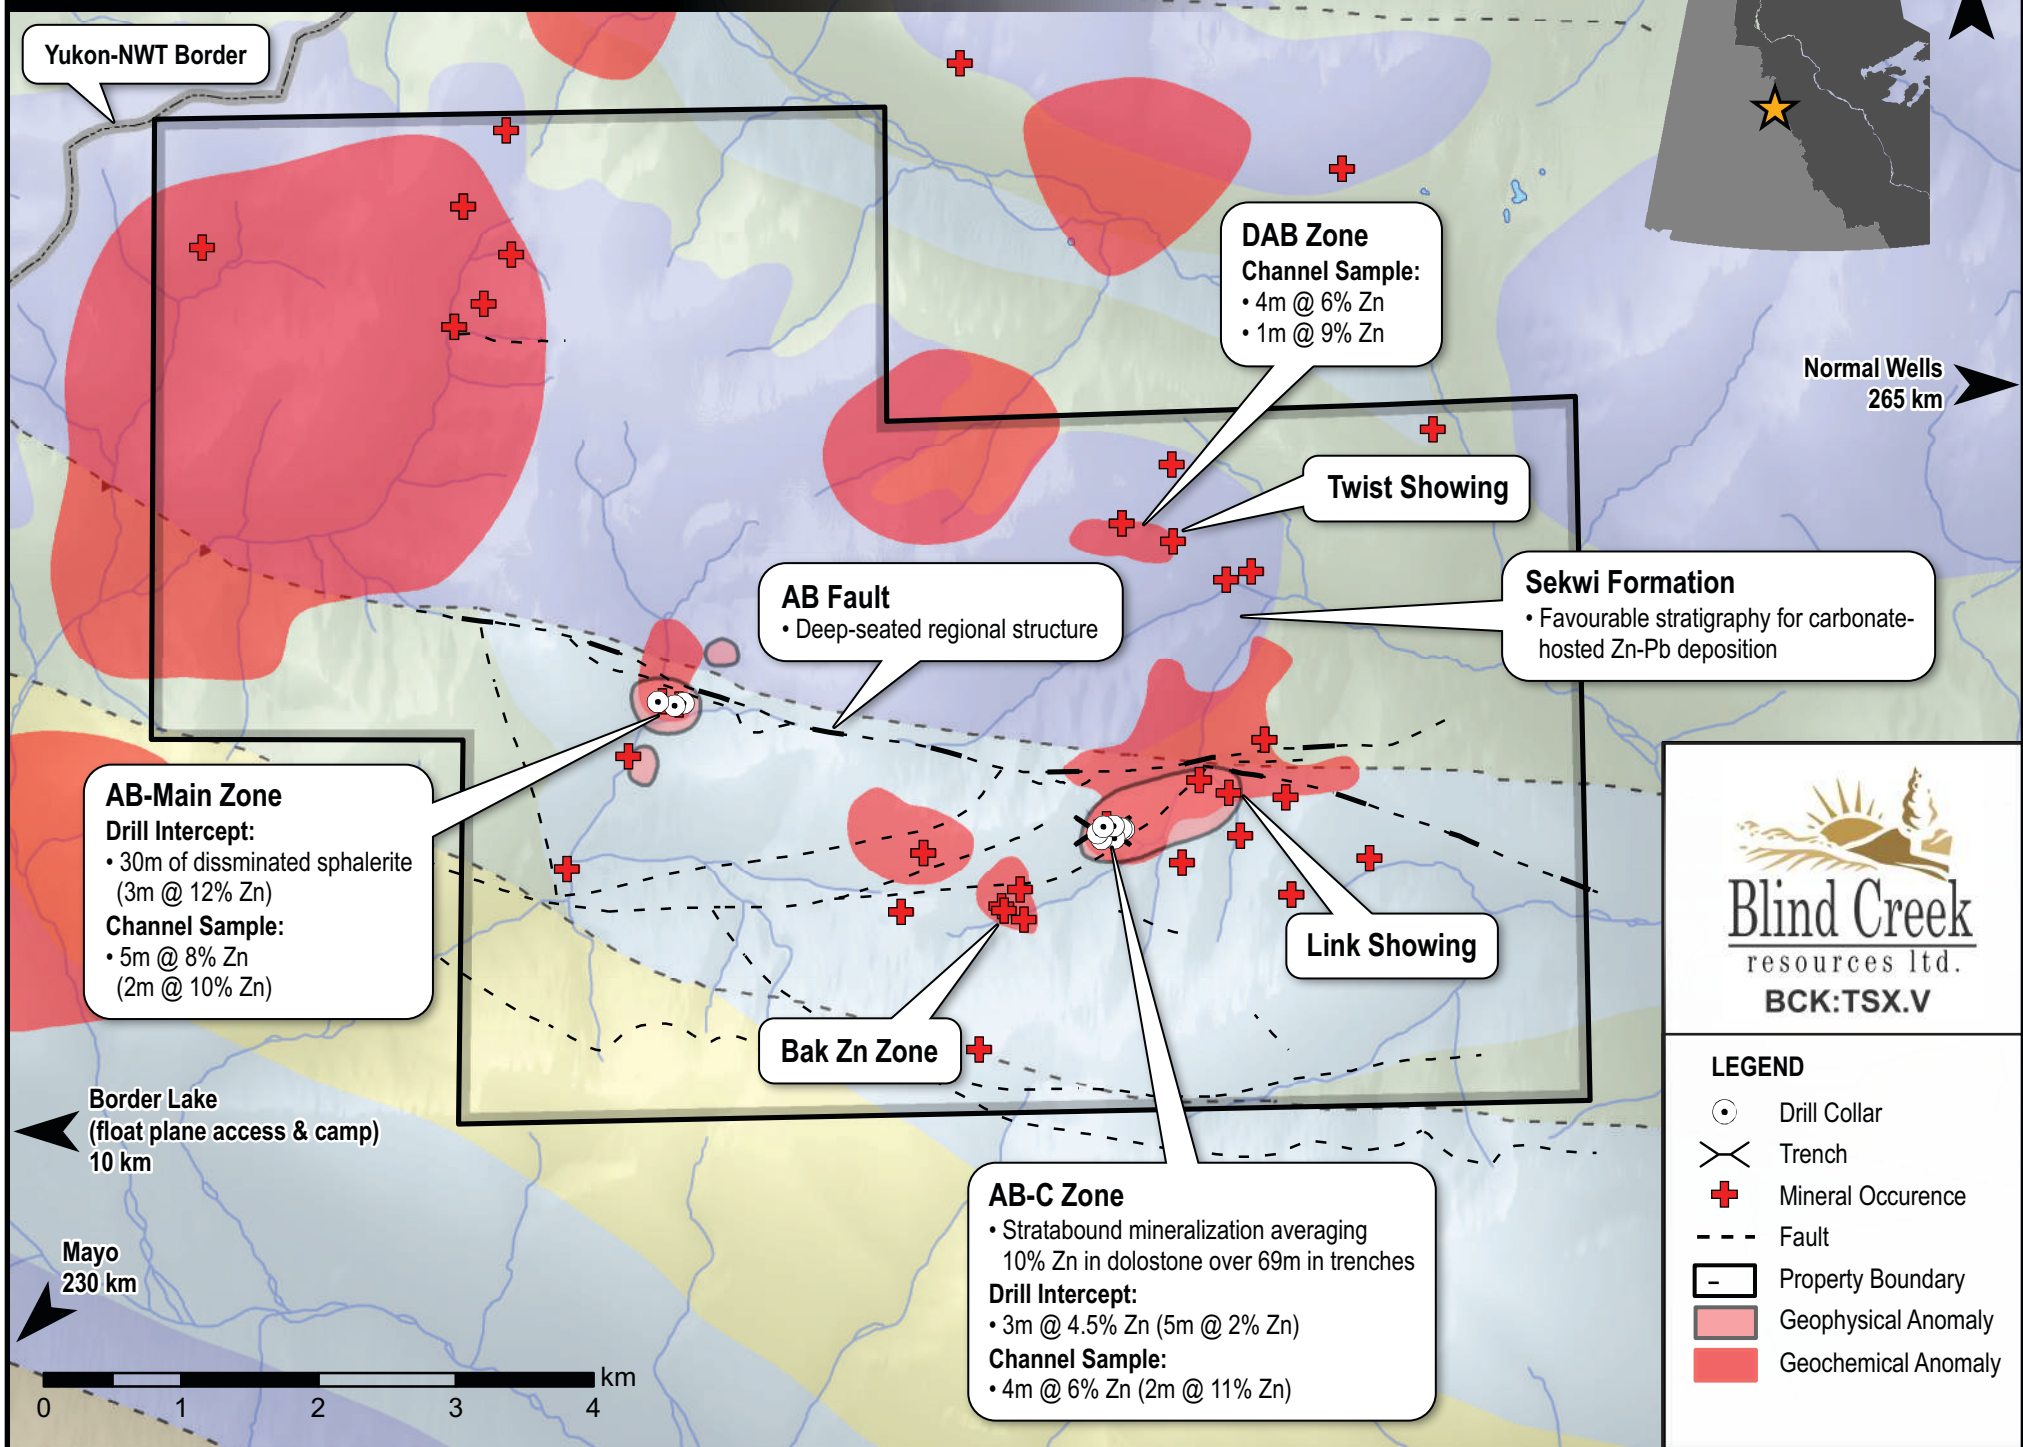 Yukon-NWT Border
DAB Zone
Channel Sample:
• 4m @ 6% Zn
• 1m @ 9% Zn
Normal Wells
265 km
Twist Showing
AB Fault
• Deep-seated regional structure
Sekwi Formation
• Favourable stratigraphy for carbonate-
hosted Zn-Pb deposition
AB-Main Zone
Drill Intercept:
• 30m of dissminated sphalerite
(3m @ 12% Zn)
Channel Sample:
• 5m @ 8% Zn
(2m @ 10% Zn)
Link Showing
Bak Zn Zone
Border Lake
(float plane access & camp)
10 km
Mayo
230 km
AB-C Zone
• Stratabound mineralization averaging
10% Zn in dolostone over 69m in trenches
Drill Intercept:
• 3m @ 4.5% Zn (5m @ 2% Zn)
Channel Sample:
• 4m @ 6% Zn (2m @ 11% Zn)
km
0 1 2 3 4
Blind Creek
resources ltd.
BCK:TSX.V
LEGEND
Drill Collar
Trench
Mineral Occurence
Fault
Property Boundary
Geophysical Anomaly
Geochemical Anomaly